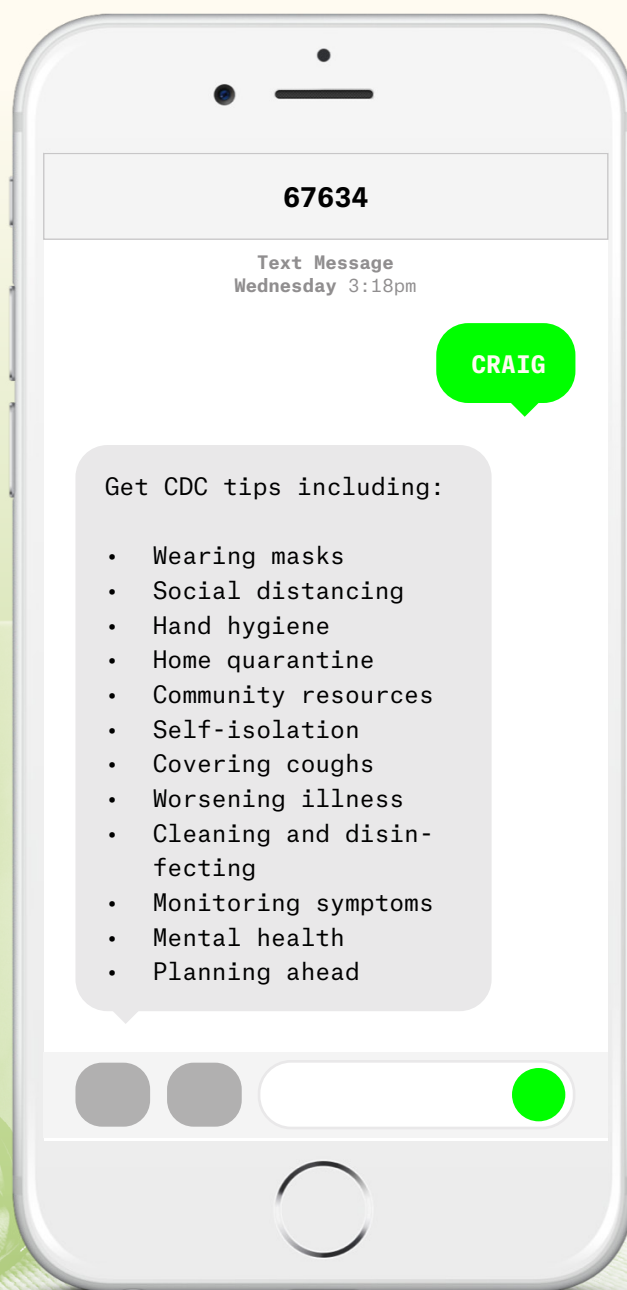 67634
Text Message
Wednesday 3:18pm
CRAIG
Get CDC tips including:
• Wearing masks
• Social distancing
• Hand hygiene
• Home quarantine
• Community resources
• Self-isolation
• Covering coughs
• Worsening illness
• Cleaning and disin-
fecting
• Monitoring symptoms
• Mental health
• Planning ahead